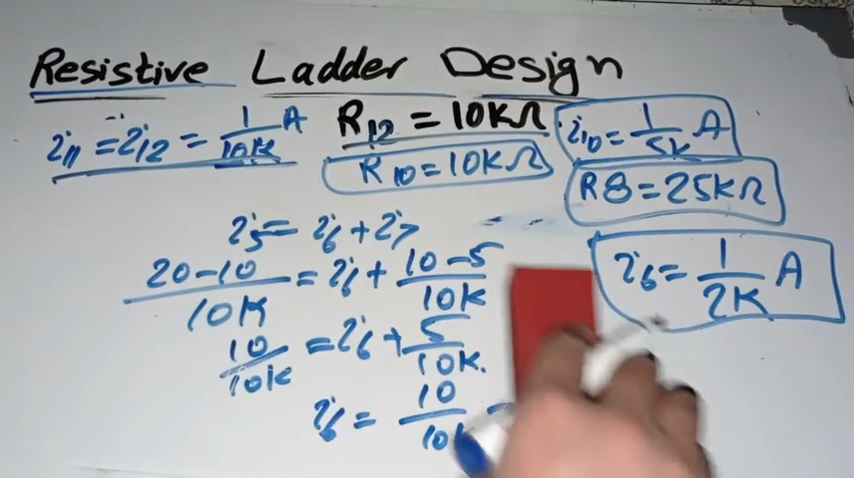 Resistive Ladder Design
i11 = i12 = 1/10K A
R12 = 10KΩ
i10 = 1/5K A
R10 = 10KΩ
R8 = 25KΩ
i5 = i6 + i7
20-10/10K = i6 + 10-5/10K
i6 = 1/2K A
10/10K = i6 + 5/10K.
i6 = 10/10K -